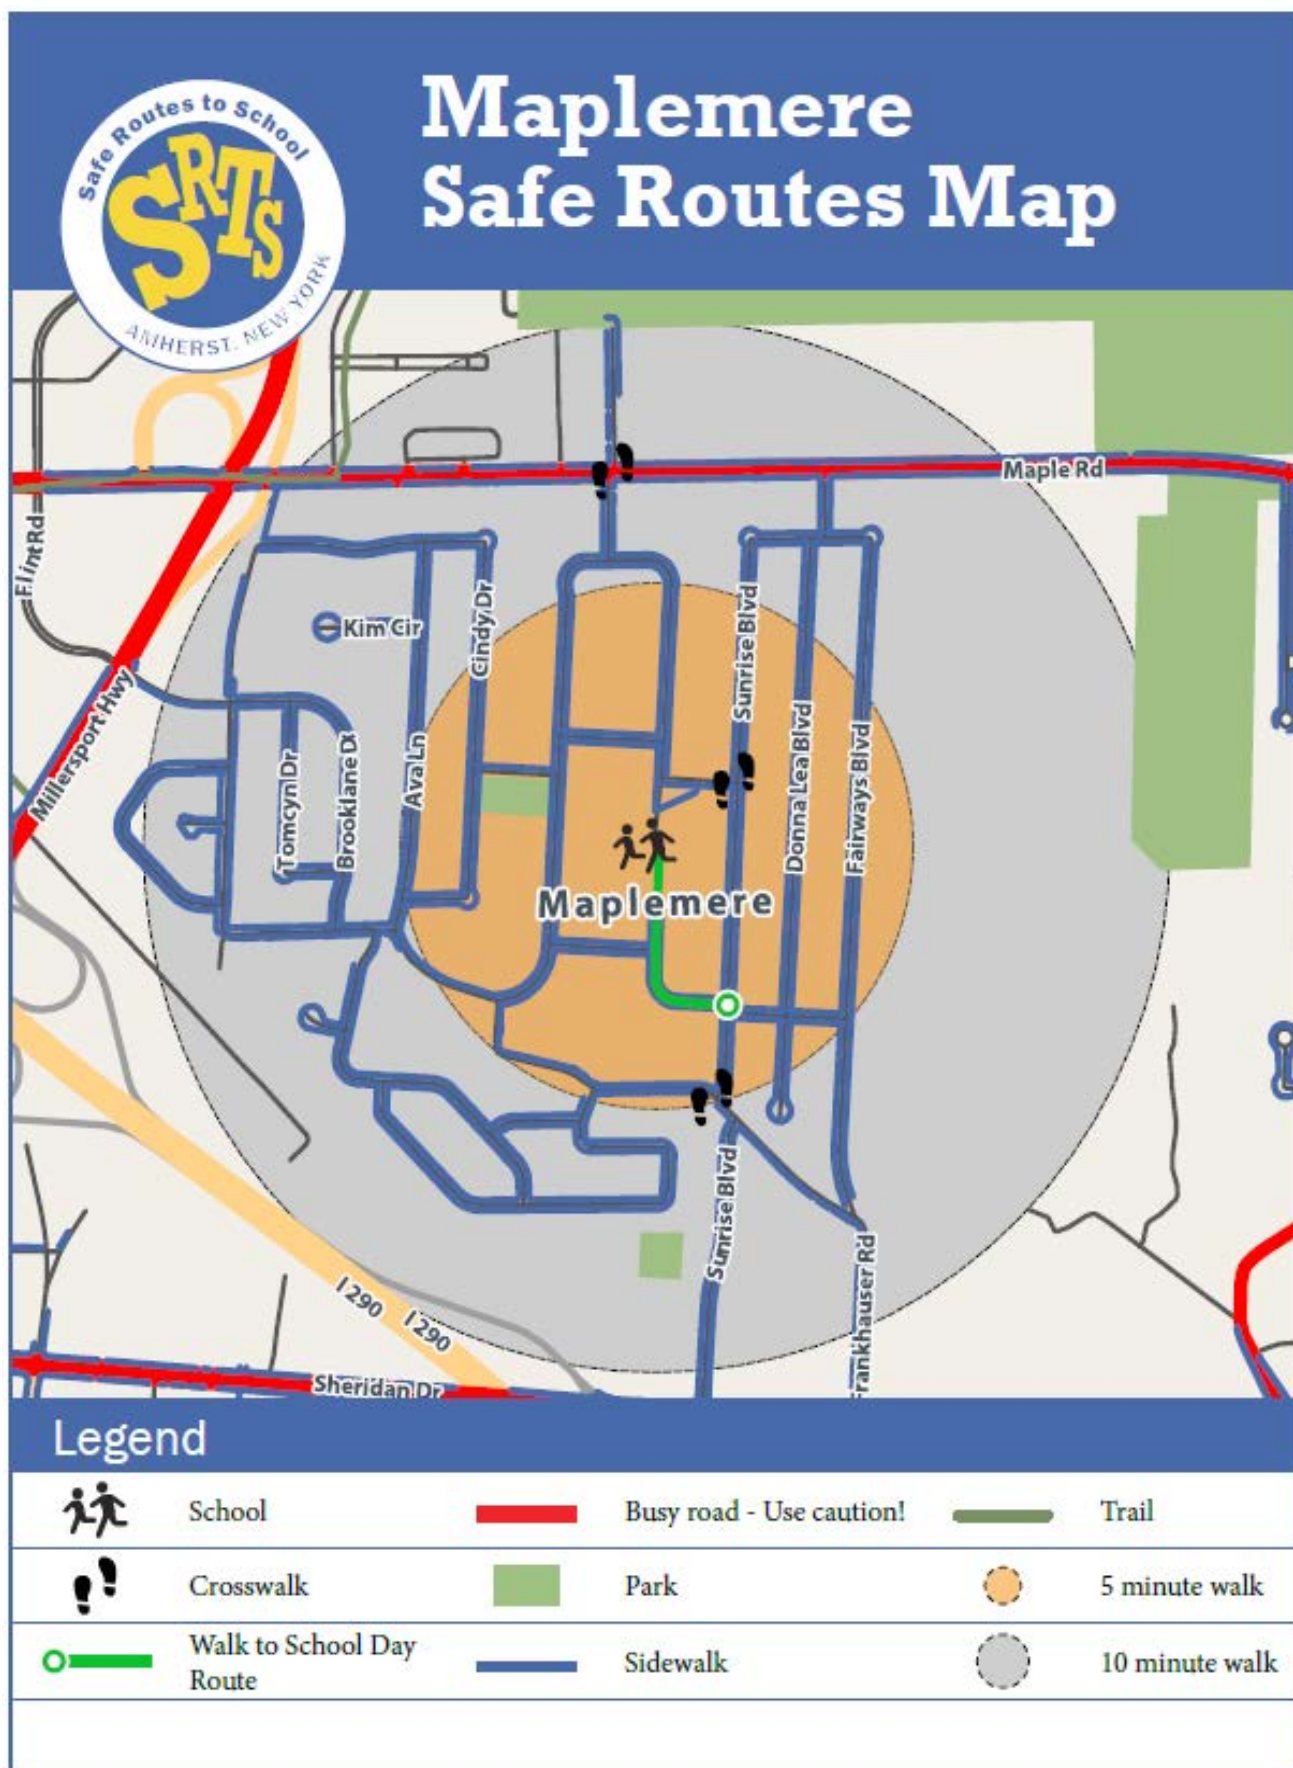 Maplemere
Safe Routes Map
Safe Routes to School
SRTS
AMHERST, NEW YORK
Maple Rd
Flint Rd
Kim Cir
Cindy Dr
Sunrise Blvd
Millersport Hwy
Tomcyn Dr
Brooklane Dr
Ava Ln
Donna Lea Blvd
Fairways Blvd
Maplemere
Sunrise Blvd
Frankhauser Rd
I 290
I 290
Sheridan Dr
Legend
School
Busy road - Use caution!
Trail
Crosswalk
Park
5 minute walk
Walk to School Day
Route
Sidewalk
10 minute walk